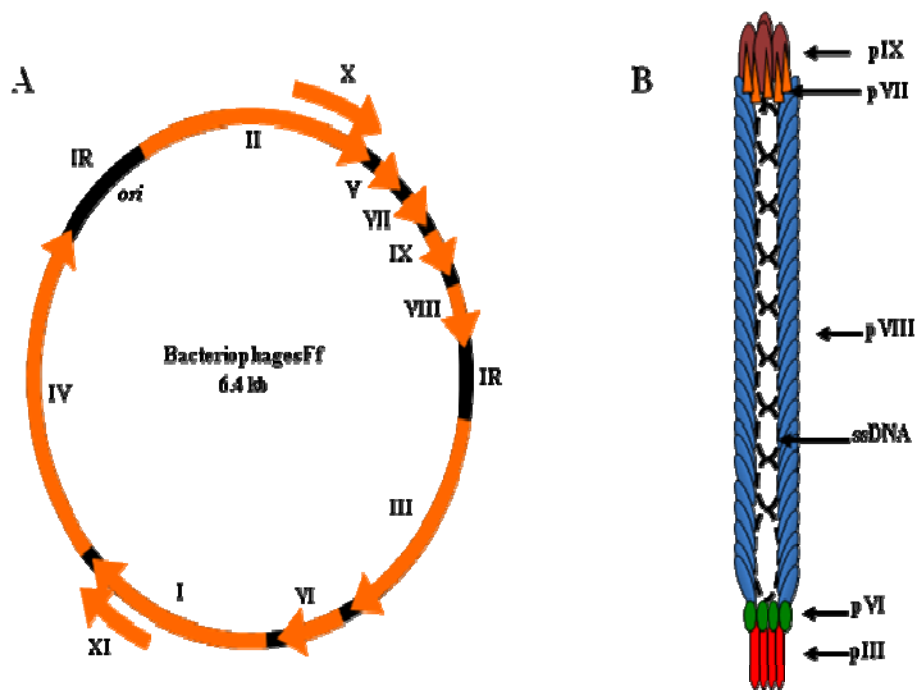 A
X
II
IR
ori
V
VII
IX
VIII
BacteriophagesFf
6.4 kb
IR
IV
III
I
VI
XI
B
pIX
pVII
pVIII
ssDNA
pVI
pIII